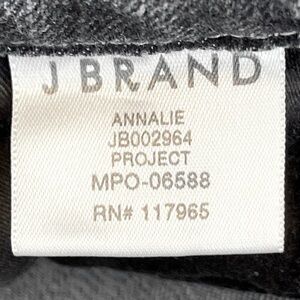 J BRAND
ANNALIE
JB002964
PROJECT
MPO-06588
RN# 117965